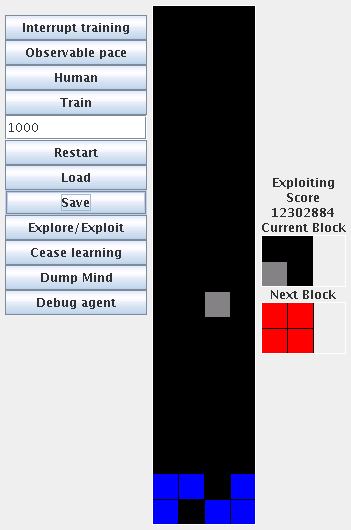 Interrupt training
Observable pace
Human
Train
1000
Restart
Load
Save
Explore/Exploit
Cease learning
Dump Mind
Debug agent
Exploiting
Score
12302884
Current Block
Next Block